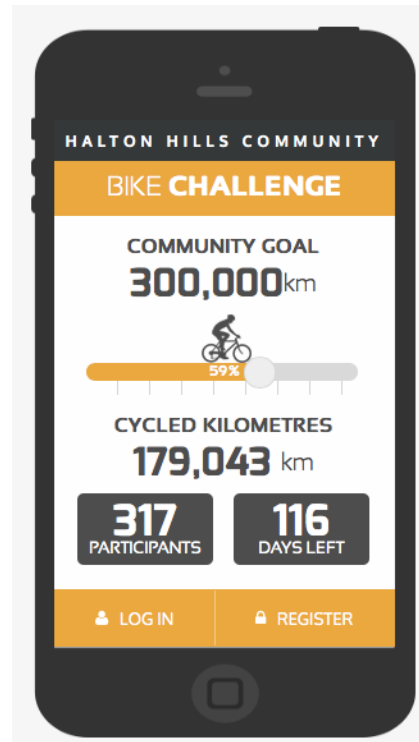 HALTON HILLS COMMUNITY
BIKE CHALLENGE
COMMUNITY GOAL
300,000km
59%
CYCLED KILOMETRES
179,043 km
317
PARTICIPANTS
116
DAYS LEFT
LOG IN
REGISTER